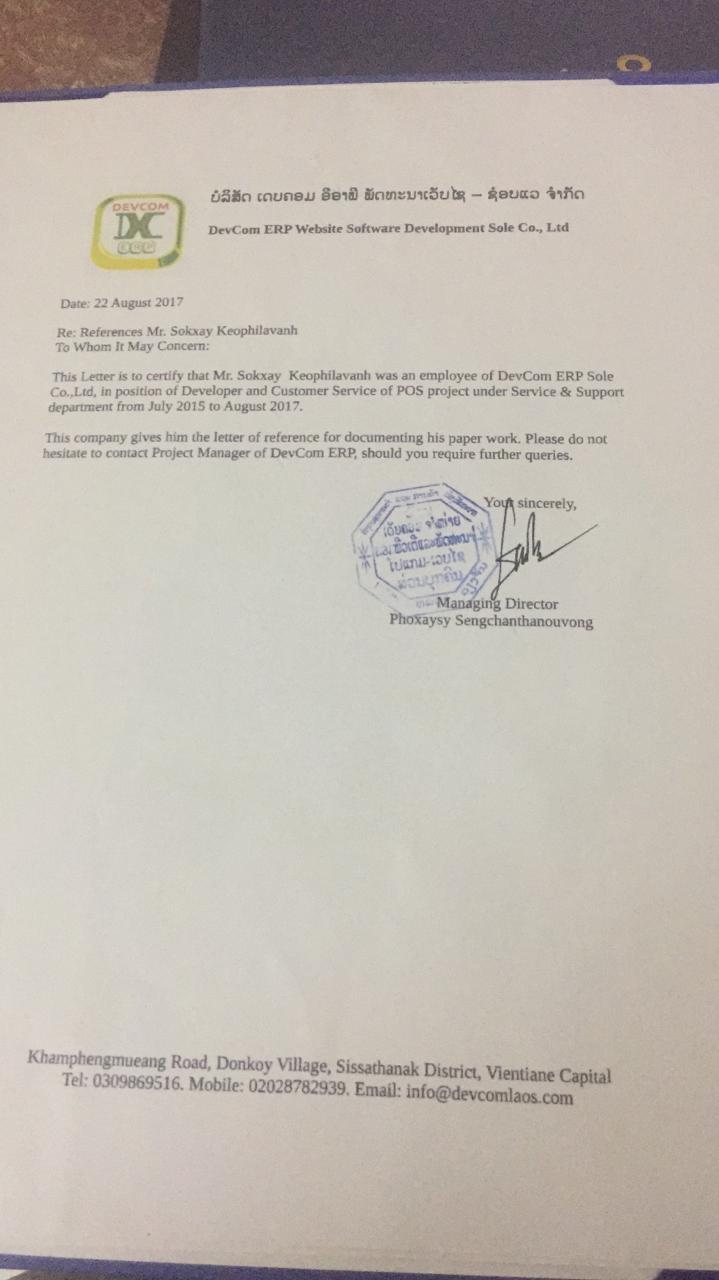 ບໍລິສັດ ເດບຄອມ ອີອາພີ ພັດທະນາເວັບໄຊ – ຊ໋ອບແວ ຈໍາກັດ
DEVCOM
DC
ERP
DevCom ERP Website Software Development Sole Co., Ltd
Date: 22 August 2017
Re: References Mr. Sokxay Keophilavanh
To Whom It May Concern:
This Letter is to certify that Mr. Sokxay Keophilavanh was an employee of DevCom ERP Sole
Co.,Ltd, in position of Developer and Customer Service of POS project under Service & Support
department from July 2015 to August 2017.
This company gives him the letter of reference for documenting his paper work. Please do not
hesitate to contact Project Manager of DevCom ERP, should you require further queries.
sincerely,
Managing Director
Phoxaysy Sengchanthanouvong
Khamphengmueang Road, Donkoy Village, Sissathanak District, Vientiane Capital
Tel: 0309869516. Mobile: 02028782939. Email: info@devcomlaos.com